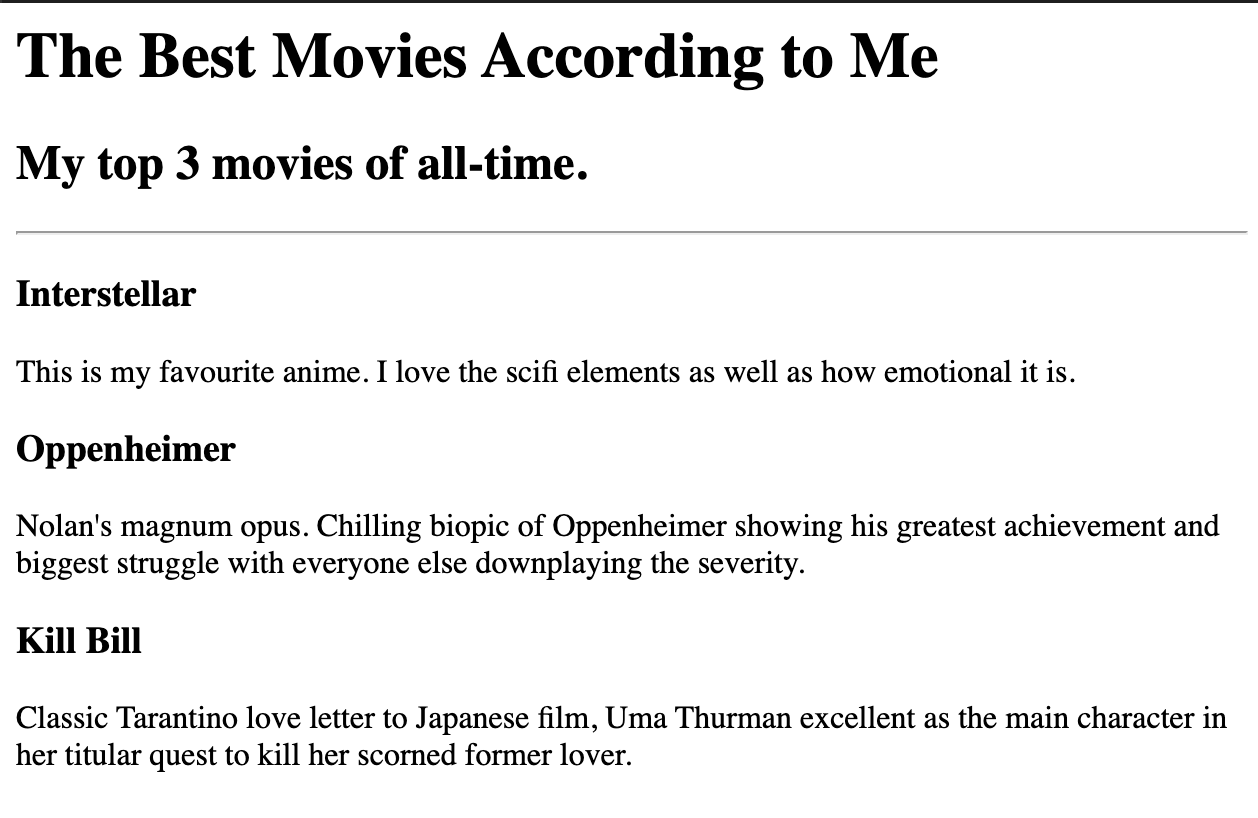 The Best Movies According to Me
My top 3 movies of all-time.
Interstellar
This is my favourite anime. I love the scifi elements as well as how emotional it is.
Oppenheimer
Nolan's magnum opus. Chilling biopic of Oppenheimer showing his greatest achievement and
biggest struggle with everyone else downplaying the severity.
Kill Bill
Classic Tarantino love letter to Japanese film, Uma Thurman excellent as the main character in
her titular quest to kill her scorned former lover.